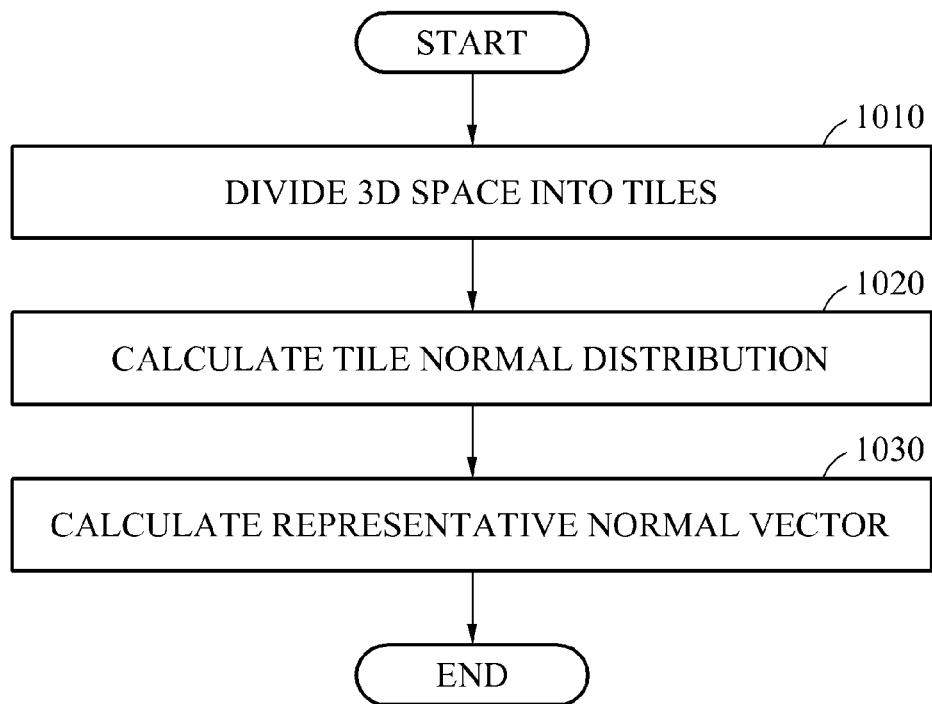 START
1010
DIVIDE 3D SPACE INTO TILES
1020
CALCULATE TILE NORMAL DISTRIBUTION
1030
CALCULATE REPRESENTATIVE NORMAL VECTOR
END